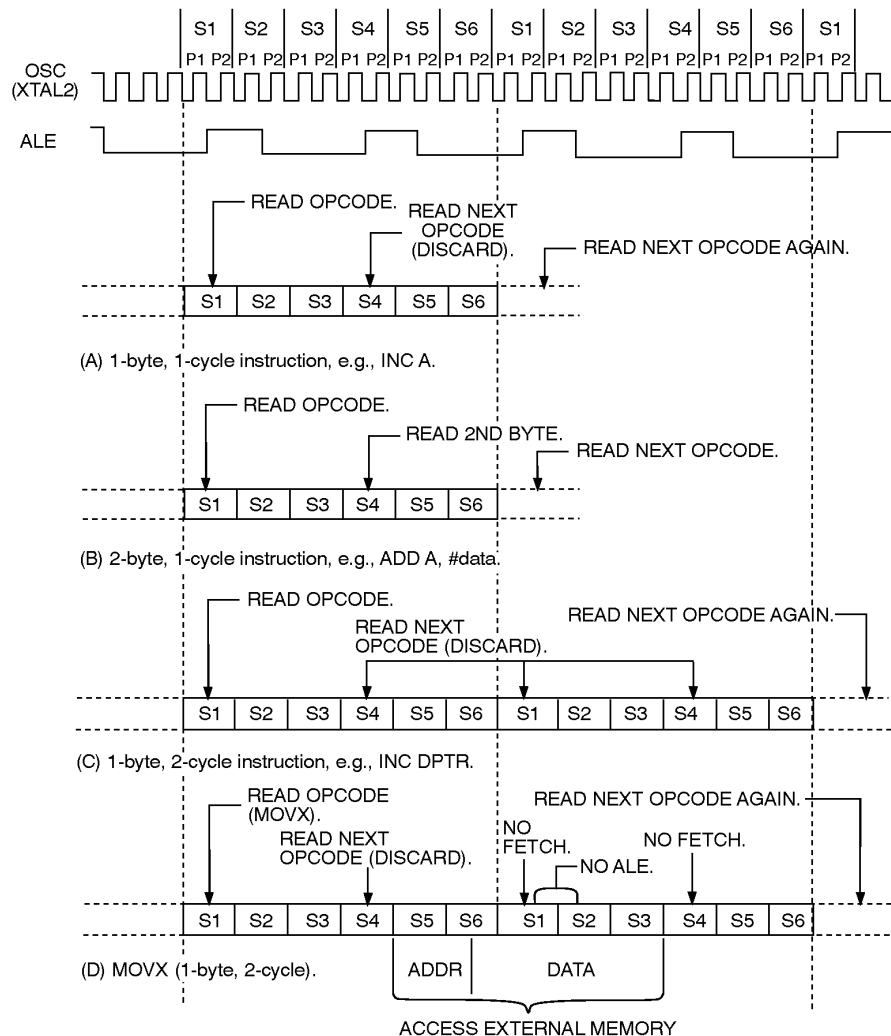 S1 S2 S3 S4 S5 S6 S1 S2 S3 S4 S5 S6 S1
P1 P2 P1 P2 P1 P2 P1 P2 P1 P2 P1 P2 P1 P2 P1 P2 P1 P2 P1 P2 P1 P2 P1 P2 P1 P2
OSC
(XTAL2)
ALE
READ OPCODE.
READ NEXT
OPCODE
(DISCARD).
READ NEXT OPCODE AGAIN.
S1 S2 S3 S4 S5 S6
(A) 1-byte, 1-cycle instruction, e.g., INC A.
READ OPCODE.
READ 2ND BYTE.
READ NEXT OPCODE.
S1 S2 S3 S4 S5 S6
(B) 2-byte, 1-cycle instruction, e.g., ADD A, #data.
READ OPCODE.
READ NEXT
OPCODE (DISCARD).
READ NEXT OPCODE AGAIN.
S1 S2 S3 S4 S5 S6 S1 S2 S3 S4 S5 S6
(C) 1-byte, 2-cycle instruction, e.g., INC DPTR.
READ OPCODE
(MOVX).
READ NEXT
OPCODE (DISCARD).
NO
FETCH.
NO ALE.
NO FETCH.
READ NEXT OPCODE AGAIN.
S1 S2 S3 S4 S5 S6 S1 S2 S3 S4 S5 S6
(D) MOVX (1-byte, 2-cycle).
ADDR DATA
ACCESS EXTERNAL MEMORY